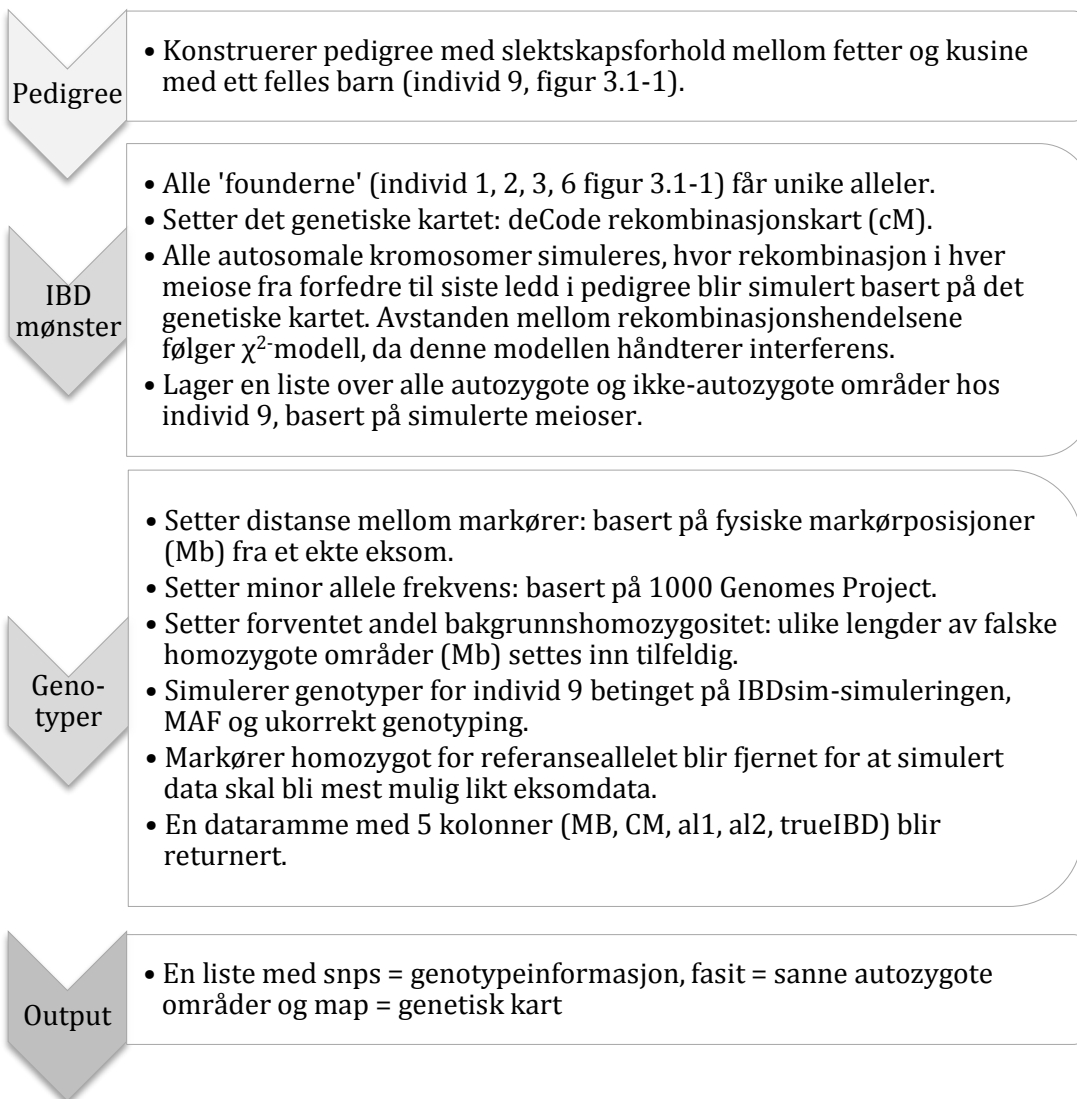 Pedigree
• Konstruerer pedigree med slektskapsforhold mellom fetter og kusine
med ett felles barn (individ 9, figur 3.1-1).
IBD
mønster
• Alle 'founderne' (individ 1, 2, 3, 6 figur 3.1-1) får unike alleler.
• Setter det genetiske kartet: deCode rekombinasjonskart (cM).
• Alle autosomale kromosomer simuleres, hvor rekombinasjon i hver
meiose fra forfedre til siste ledd i pedigree blir simulert basert på det
genetiske kartet. Avstanden mellom rekombinasjonshendelsene
følger χ²-modell, da denne modellen håndterer interferens.
• Lager en liste over alle autozygote og ikke-autozygote områder hos
individ 9, basert på simulerte meioser.
Geno-
typer
• Setter distanse mellom markører: basert på fysiske markørposisjoner
(Mb) fra et ekte eksom.
• Setter minor allele frekvens: basert på 1000 Genomes Project.
• Setter forventet andel bakgrunnshomozygositet: ulike lengder av falske
homozygote områder (Mb) settes inn tilfeldig.
• Simulerer genotyper for individ 9 betinget på IBDsim-simuleringen,
MAF og ukorrekt genotyping.
• Markører homozygot for referanseallelet blir fjernet for at simulert
data skal bli mest mulig likt eksomdata.
• En dataramme med 5 kolonner (MB, CM, al1, al2, trueIBD) blir
returnert.
Output
• En liste med snps = genotypeinformasjon, fasit = sanne autozygote
områder og map = genetisk kart